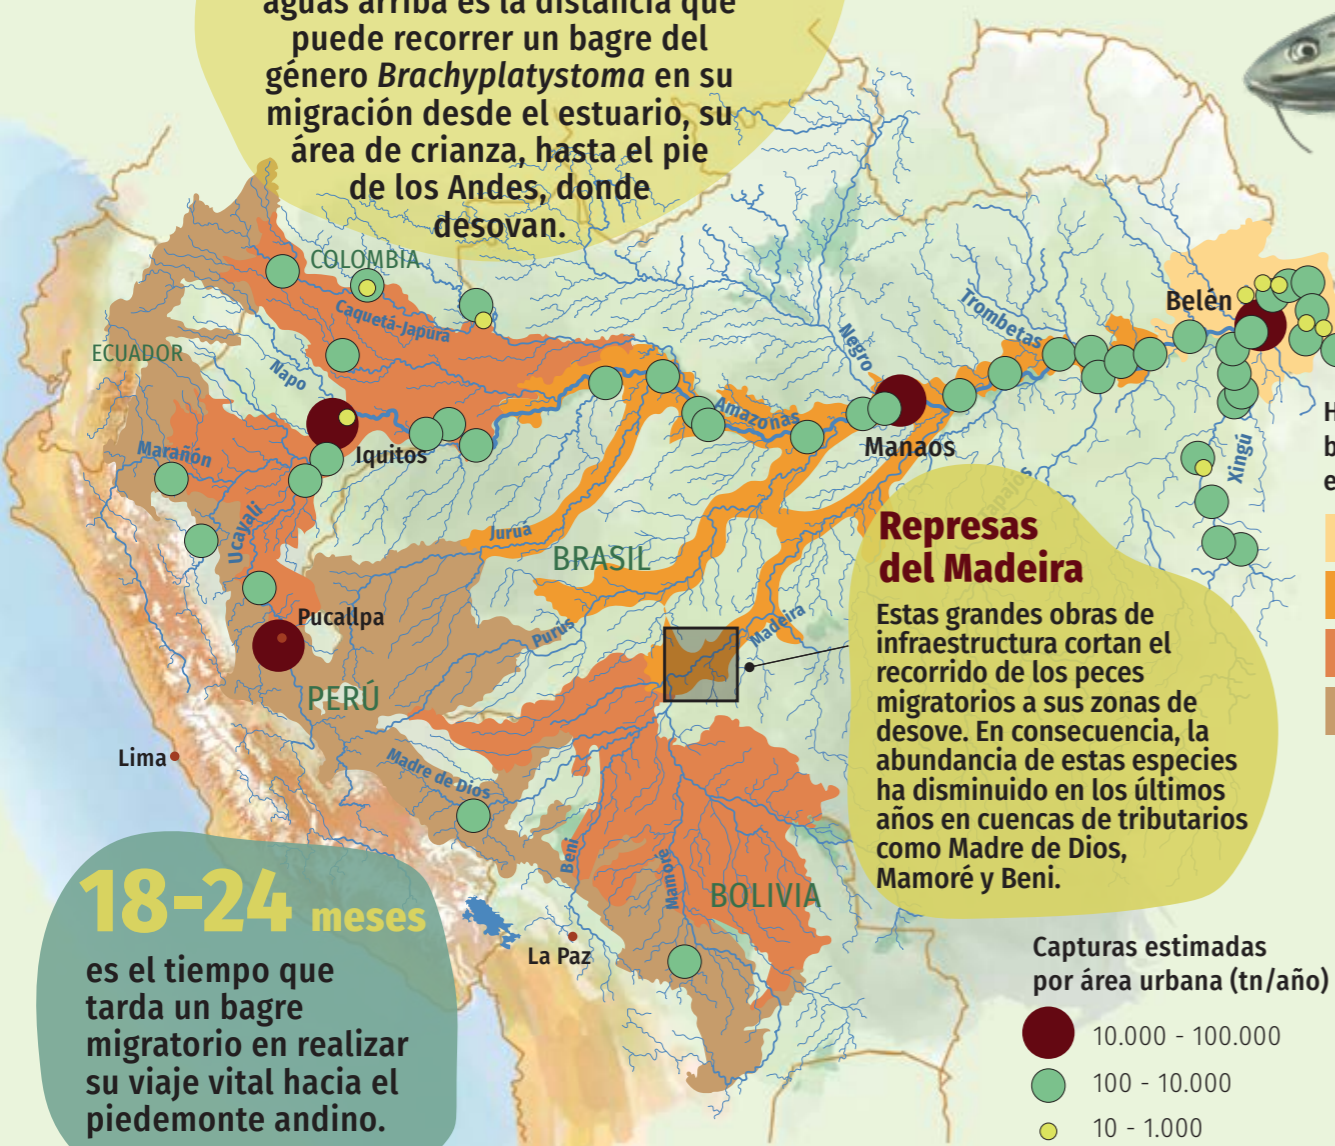 aguas arriba es la distancia que
puede recorrer un bagre del
género Brachyplatystoma en su
migración desde el estuario, su
área de crianza, hasta el pie
de los Andes, donde
desovan.
COLOMBIA
Caquetá-Japurá
ECUADOR
Napo
Negro
Trombetas
Belén
Marañón
Iquitos
Amazonas
Manaos
Xingú
Ucayali
Juruá
BRASIL
Tapajós
H
b
e
Pucallpa
Purús
Madeira
PERÚ
Lima
Madre de Dios
Beni
Mamoré
BOLIVIA
La Paz
Represas
del Madeira
Estas grandes obras de
infraestructura cortan el
recorrido de los peces
migratorios a sus zonas de
desove. En consecuencia, la
abundancia de estas especies
ha disminuido en los últimos
años en cuencas de tributarios
como Madre de Dios,
Mamoré y Beni.
18-24 meses
es el tiempo que
tarda un bagre
migratorio en realizar
su viaje vital hacia el
piedemonte andino.
Capturas estimadas
por área urbana (tn/año)
10.000 - 100.000
100 - 10.000
10 - 1.000